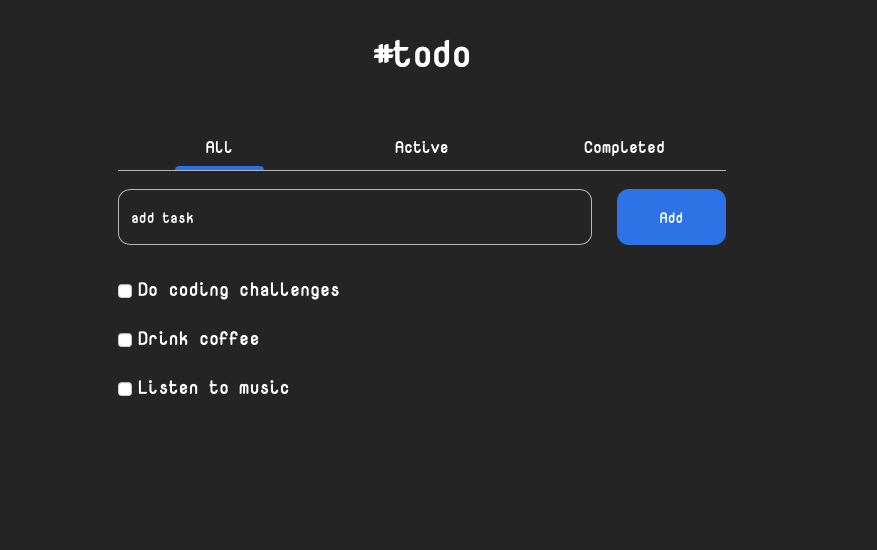 #todo
All Active Completed
add task Add
Do coding challenges
Drink coffee
Listen to music